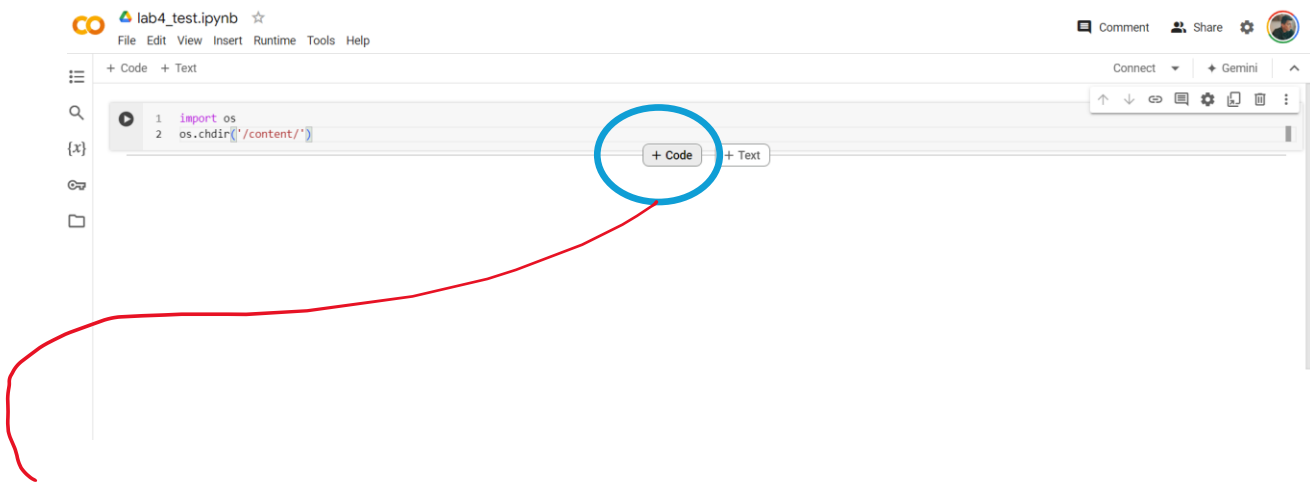 lab4_test.ipynb
File Edit View Insert Runtime Tools Help
Comment Share
+ Code + Text
Connect Gemini
1 import os
2 os.chdir('/content/')
{x}
+ Code + Text